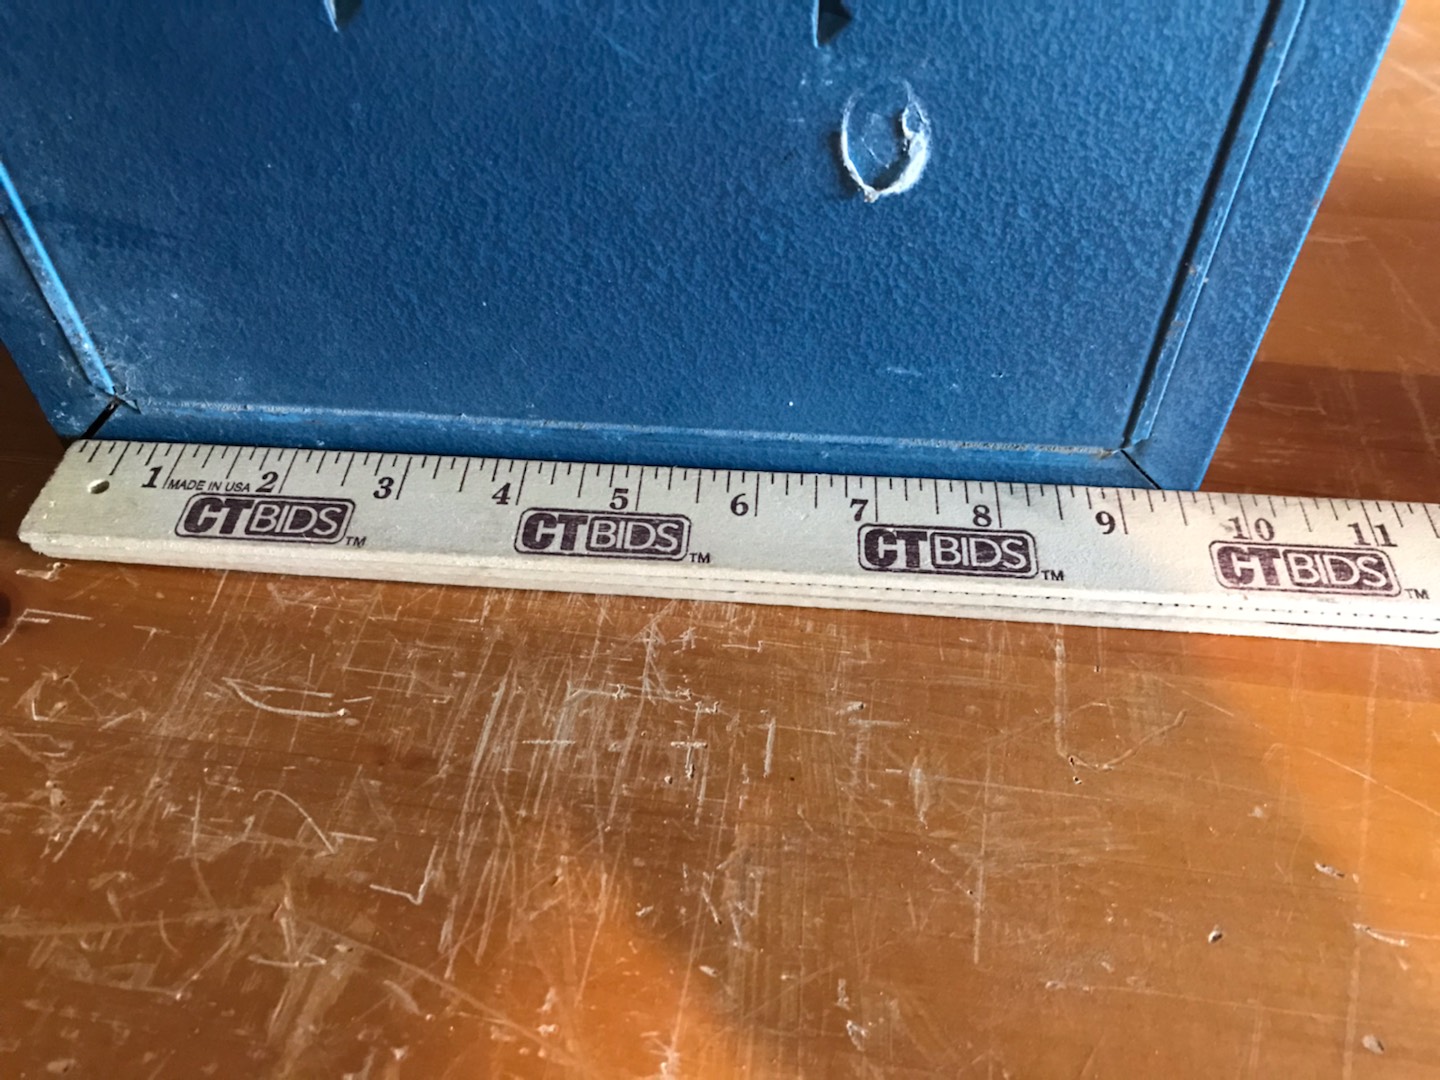 1 MADE IN USA 2 3 4 5 6 7 8 9 10 11
CTBIDS™ CTBIDS™ CTBIDS™ CTBIDS™